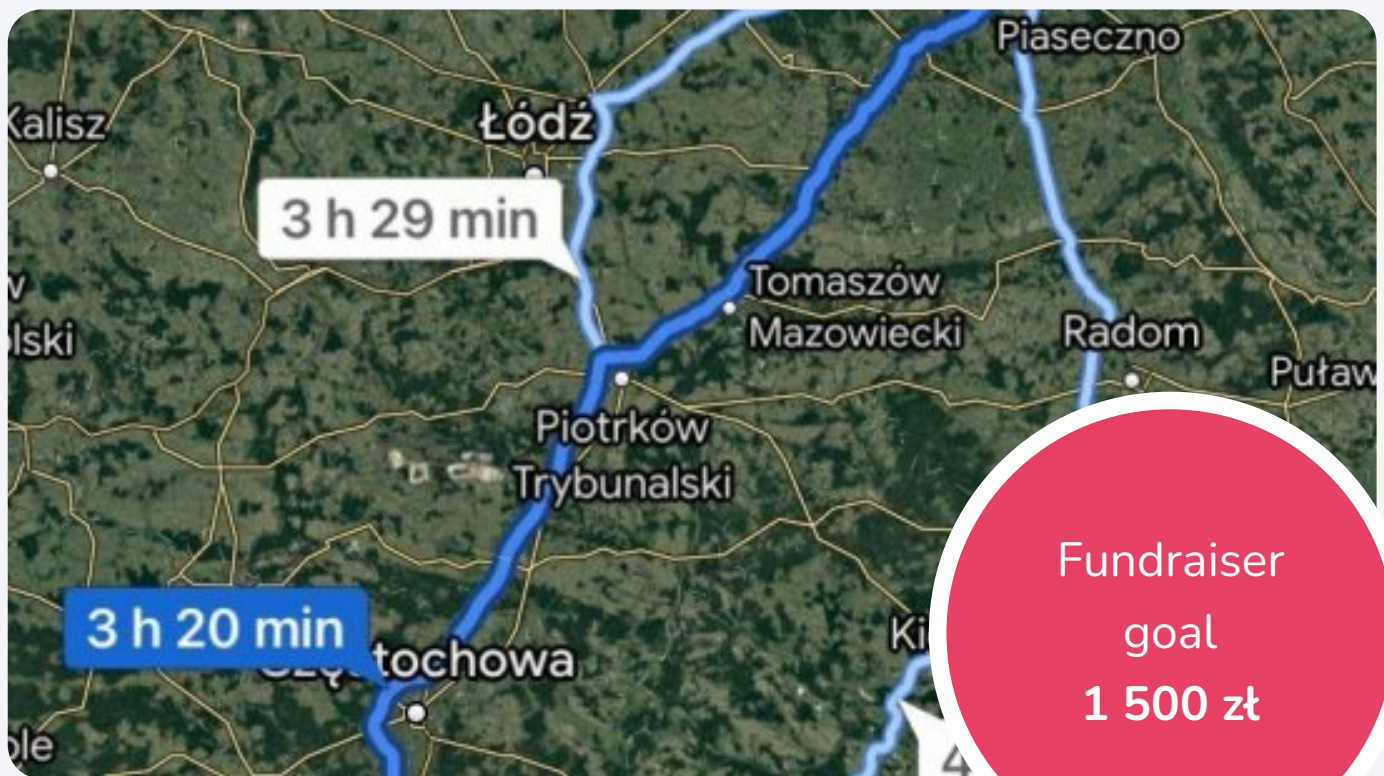 Piaseczno
Kalisz
Łódź
3 h 29 min
Tomaszów
Mazowiecki
Radom
Piotrków
Trybunalski
Fundraiser
goal
1 500 zł
3 h 20 min